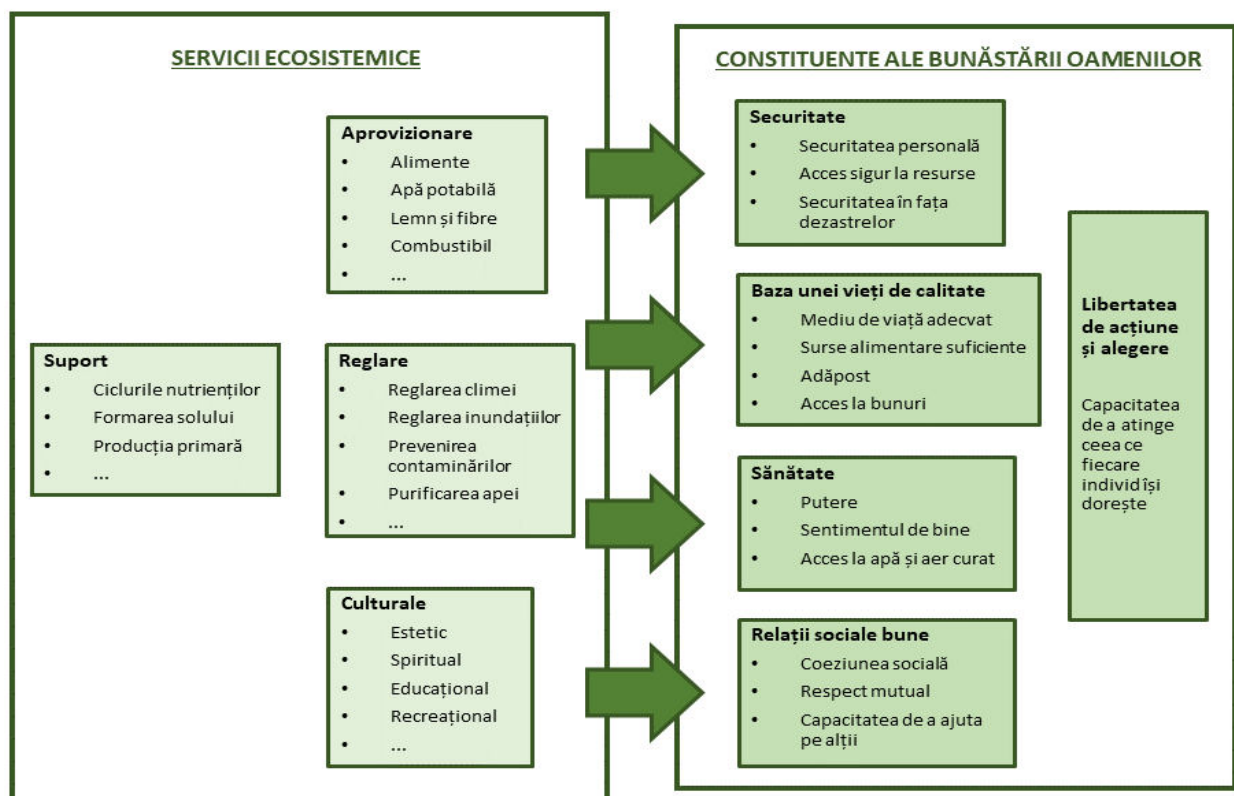 SERVICII ECOSISTEMICE
Suport
• Ciclurile nutrienților
• Formarea solului
• Producția primară
• ...
Aprovizionare
• Alimente
• Apă potabilă
• Lemn și fibre
• Combustibil
• ...
Reglare
• Reglarea climei
• Reglarea inundațiilor
• Prevenirea
contaminărilor
• Purificarea apei
• ...
Culturale
• Estetic
• Spiritual
• Educațional
• Recreațional
• ...
CONSTITUENTE ALE BUNĂSTĂRII OAMENILOR
Securitate
• Securitatea personală
• Acces sigur la resurse
• Securitatea în fața
dezastrelor
Baza unei vieți de calitate
• Mediu de viață adecvat
• Surse alimentare suficiente
• Adăpost
• Acces la bunuri
Sănătate
• Putere
• Sentimentul de bine
• Acces la apă și aer curat
Relații sociale bune
• Coeziunea socială
• Respect mutual
• Capacitatea de a ajuta
pe alții
Libertatea
de acțiune
și alegere
Capacitatea
de a atinge
ceea ce
fiecare
individ își
dorește